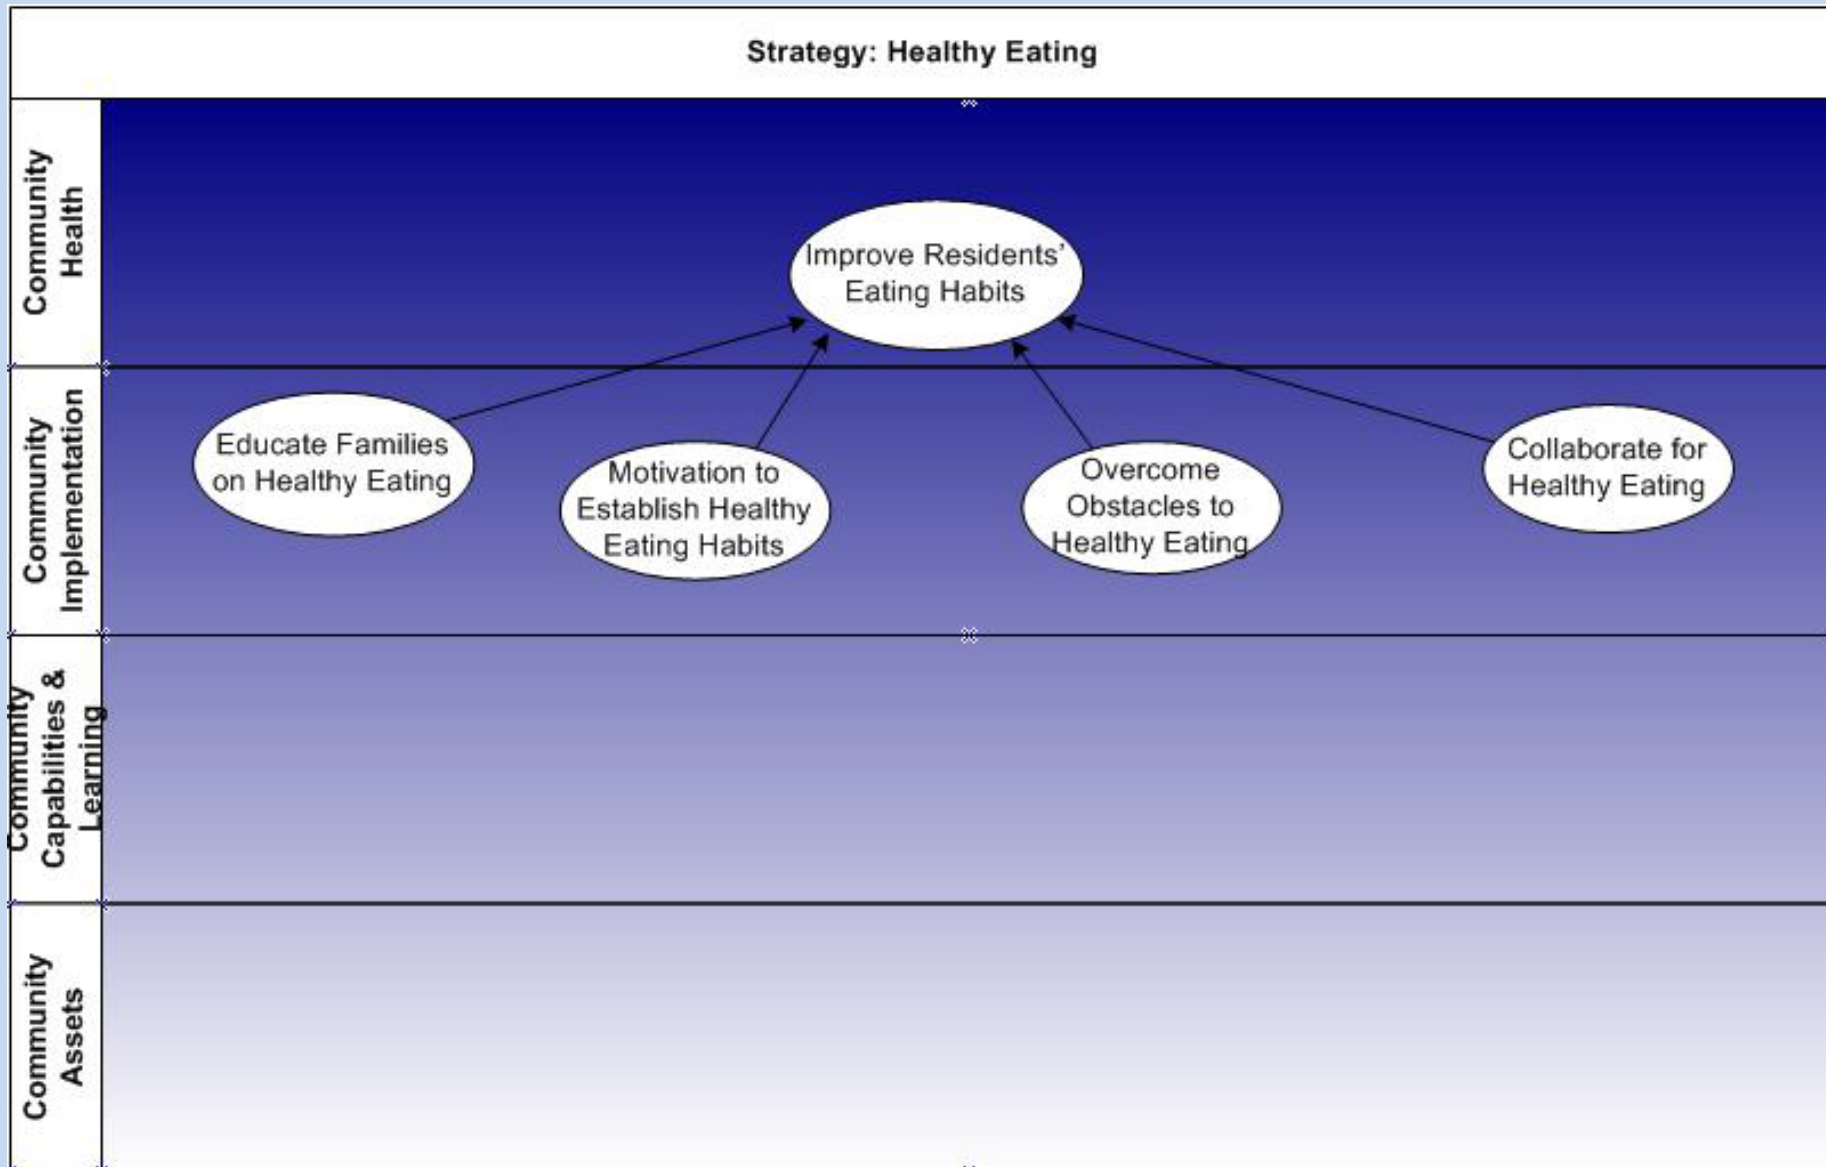 Strategy: Healthy Eating
Community
Health
Improve Residents’
Eating Habits
Community
Implementation
Educate Families
on Healthy Eating
Motivation to
Establish Healthy
Eating Habits
Overcome
Obstacles to
Healthy Eating
Collaborate for
Healthy Eating
Community
Capabilities &
Learning
Community
Assets